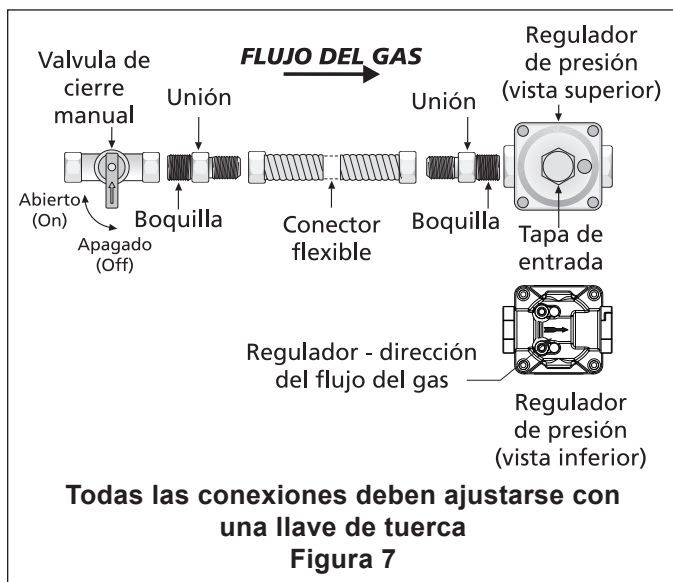 FLUJO DEL GAS
Valvula de
cierre
manual
Unión
Unión
Regulador
de presión
(vista superior)
Abierto
(On)
Apagado
(Off)
Boquilla
Conector
flexible
Boquilla
Tapa de
entrada
Regulador - dirección
del flujo del gas
Regulador
de presión
(vista inferior)
Todas las conexiones deben ajustarse con
una llave de tuerca
Figura 7